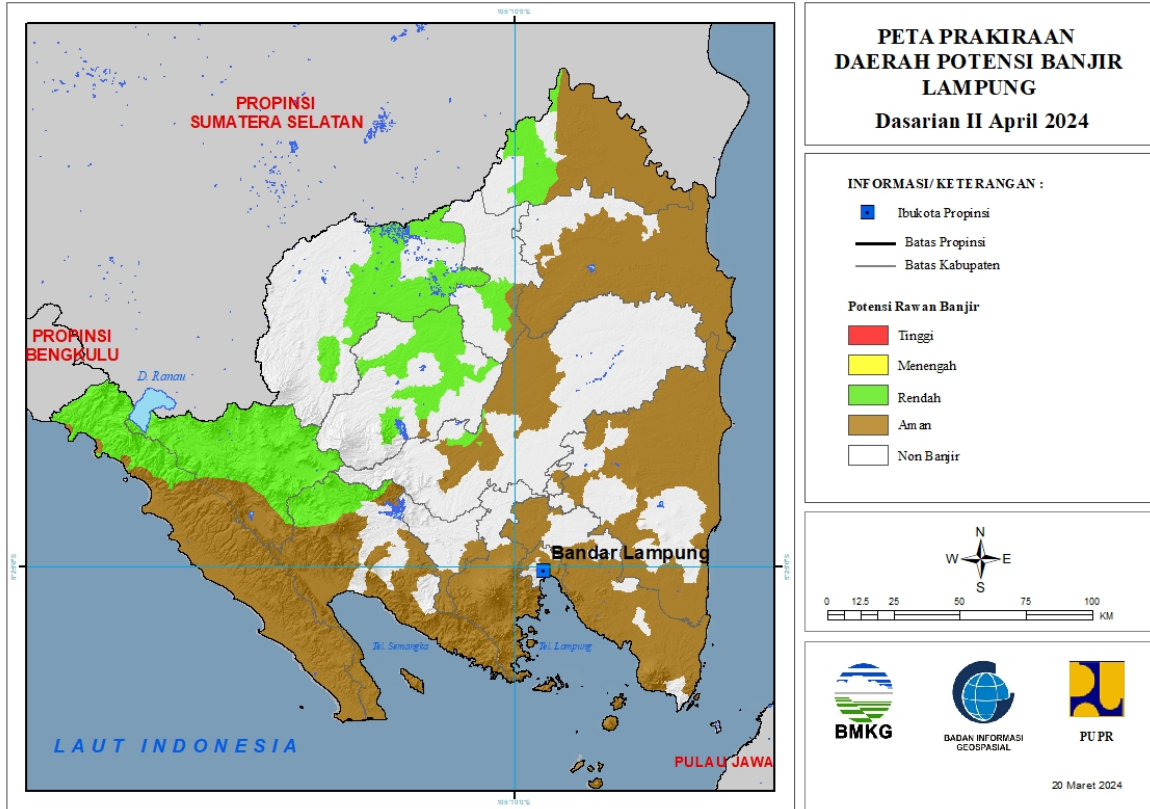 105°10'0"E
PROPINSI
SUMATERA SELATAN
PROPINSI
BENGKULU
D. Ranau
Bandar Lampung
Tel. Semangka
Tel. Lampung
LAUT INDONESIA
PULAU JAWA
PETA PRAKIRAAN
DAERAH POTENSI BANJIR
LAMPUNG
Dasarian II April 2024
INFORMASI/KETERANGAN :
Ibukota Propinsi
Batas Propinsi
Batas Kabupaten
Potensi Rawan Banjir
Tinggi
Menengah
Rendah
Aman
Non Banjir
N
W E
S
0 12.5 25 50 75 100
KM
BMKG
BADAN INFORMASI
GEOSPASIAL
PUPR
20 Maret 2024